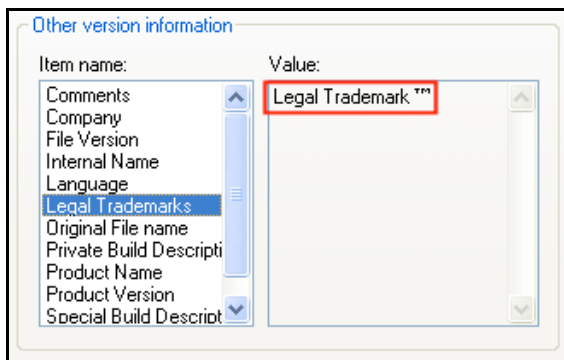 Other version information
Item name:
Value:
Comments
Company
File Version
Internal Name
Language
Legal Trademarks
Original File name
Private Build Descripti
Product Name
Product Version
Special Build Descript
Legal Trademark ™